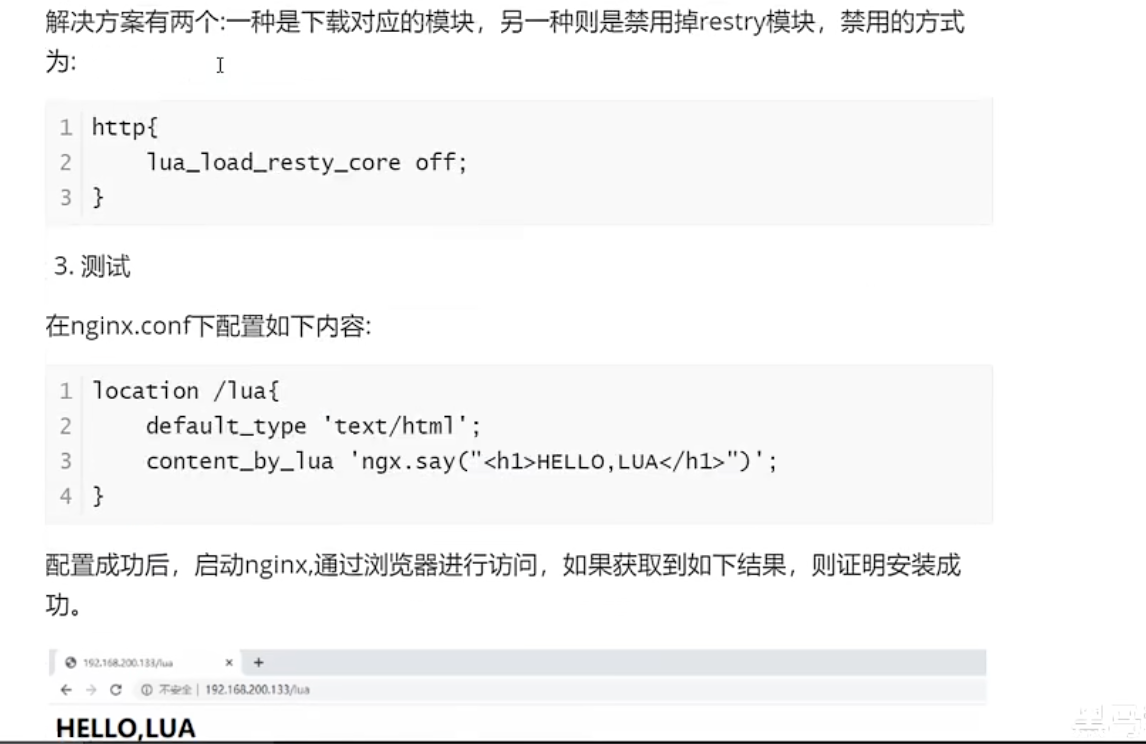 解决方案有两个:一种是下载对应的模块，另一种则是禁用掉restry模块，禁用的方式
为:
1 http{
2 lua_load_resty_core off;
3 }
3. 测试
在nginx.conf下配置如下内容:
1 location /lua{
2 default_type 'text/html';
3 content_by_lua 'ngx.say("<h1>HELLO,LUA</h1>")';
4 }
配置成功后，启动nginx,通过浏览器进行访问，如果获取到如下结果，则证明安装成
功。
192.168.200.133/lua × +
不安全 | 192.168.200.133/lua
HELLO,LUA